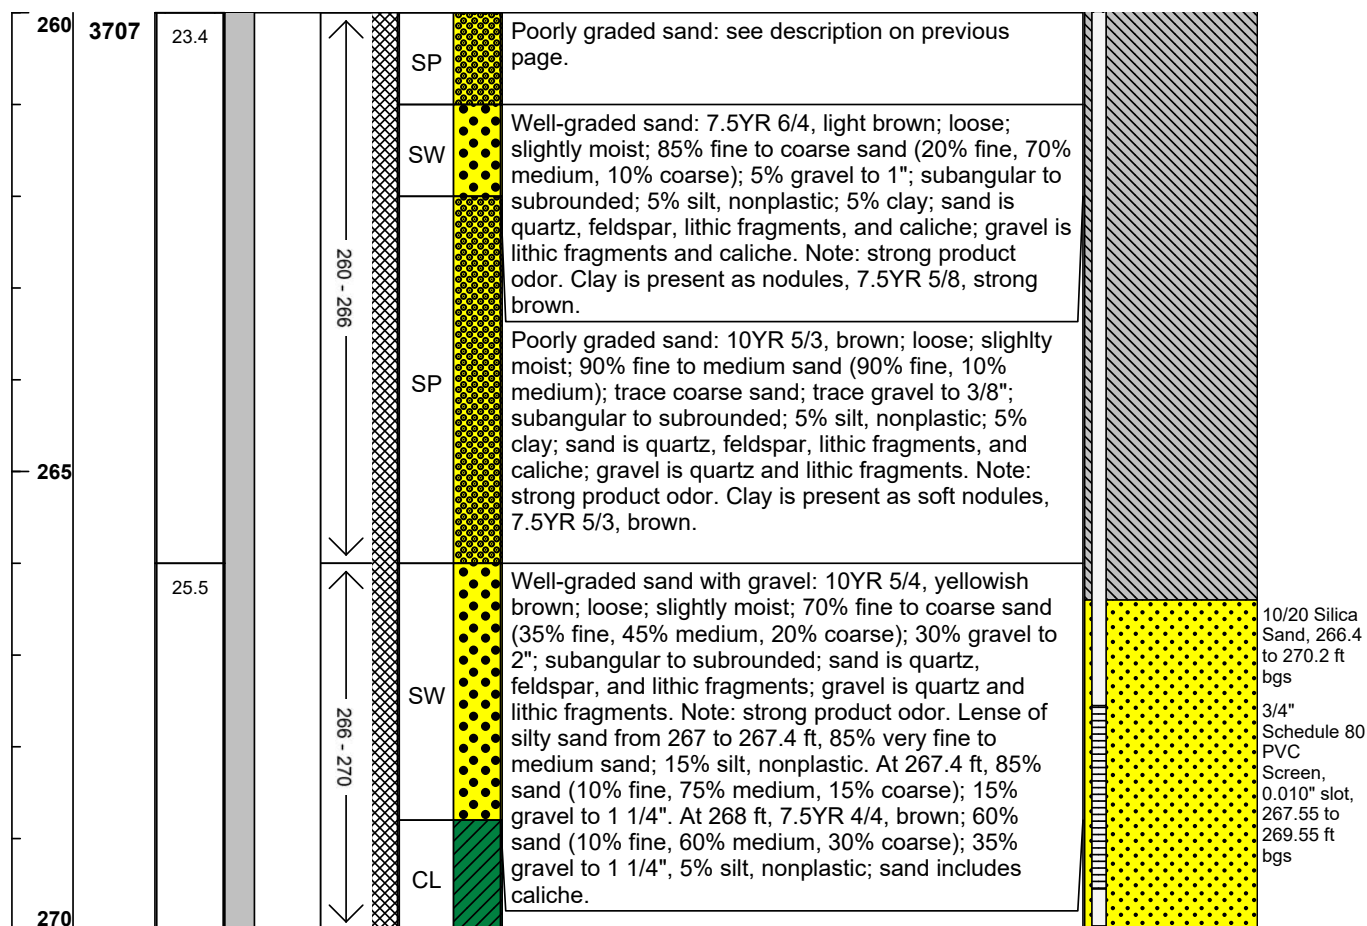 260
3707
23.4
SP
Poorly graded sand: see description on previous
page.
SW
Well-graded sand: 7.5YR 6/4, light brown; loose;
slightly moist; 85% fine to coarse sand (20% fine, 70%
medium, 10% coarse); 5% gravel to 1"; subangular to
subrounded; 5% silt, nonplastic; 5% clay; sand is
quartz, feldspar, lithic fragments, and caliche; gravel is
lithic fragments and caliche. Note: strong product
odor. Clay is present as nodules, 7.5YR 5/8, strong
brown.
260 - 266
SP
Poorly graded sand: 10YR 5/3, brown; loose; slighlty
moist; 90% fine to medium sand (90% fine, 10%
medium); trace coarse sand; trace gravel to 3/8";
subangular to subrounded; 5% silt, nonplastic; 5%
clay; sand is quartz, feldspar, lithic fragments, and
caliche; gravel is quartz and lithic fragments. Note:
strong product odor. Clay is present as soft nodules,
7.5YR 5/3, brown.
265
25.5
SW
Well-graded sand with gravel: 10YR 5/4, yellowish
brown; loose; slightly moist; 70% fine to coarse sand
(35% fine, 45% medium, 20% coarse); 30% gravel to
2"; subangular to subrounded; sand is quartz,
feldspar, and lithic fragments; gravel is quartz and
lithic fragments. Note: strong product odor. Lense of
silty sand from 267 to 267.4 ft, 85% very fine to
medium sand; 15% silt, nonplastic. At 267.4 ft, 85%
sand (10% fine, 75% medium, 15% coarse); 15%
gravel to 1 1/4". At 268 ft, 7.5YR 4/4, brown; 60%
sand (10% fine, 60% medium, 30% coarse); 35%
gravel to 1 1/4", 5% silt, nonplastic; sand includes
caliche.
266 - 270
CL
270
10/20 Silica
Sand, 266.4
to 270.2 ft
bgs
3/4"
Schedule 80
PVC
Screen,
0.010" slot,
267.55 to
269.55 ft
bgs